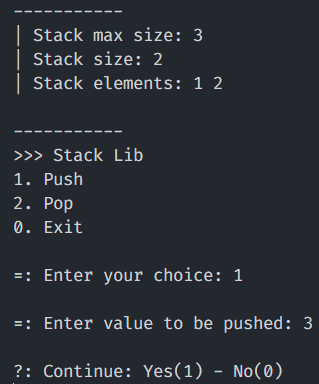 -----------
| Stack max size: 3
| Stack size: 2
| Stack elements: 1 2
-----------
>>> Stack Lib
1. Push
2. Pop
0. Exit
=: Enter your choice: 1
=: Enter value to be pushed: 3
?: Continue: Yes(1) - No(0)